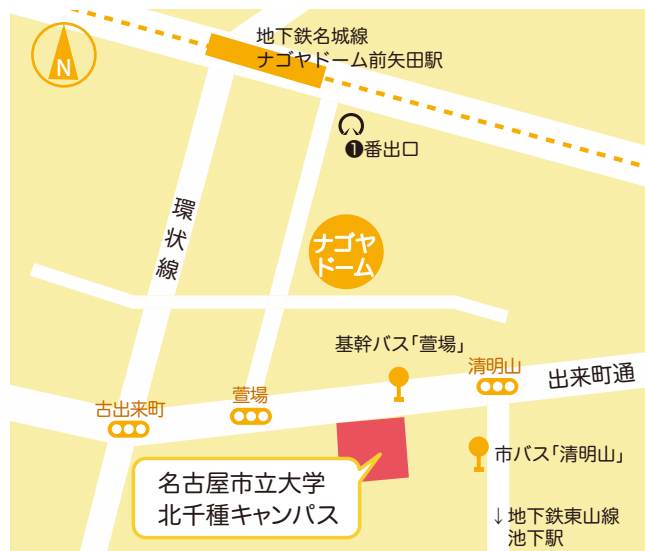 地下鉄名城線
ナゴヤドーム前矢田駅
N
❶番出口
環状線
ナゴヤ
ドーム
基幹バス「萱場」
清明山
出来町通
萱場
古出来町
市バス「清明山」
名古屋市立大学
北千種キャンパス
↓地下鉄東山線
池下駅